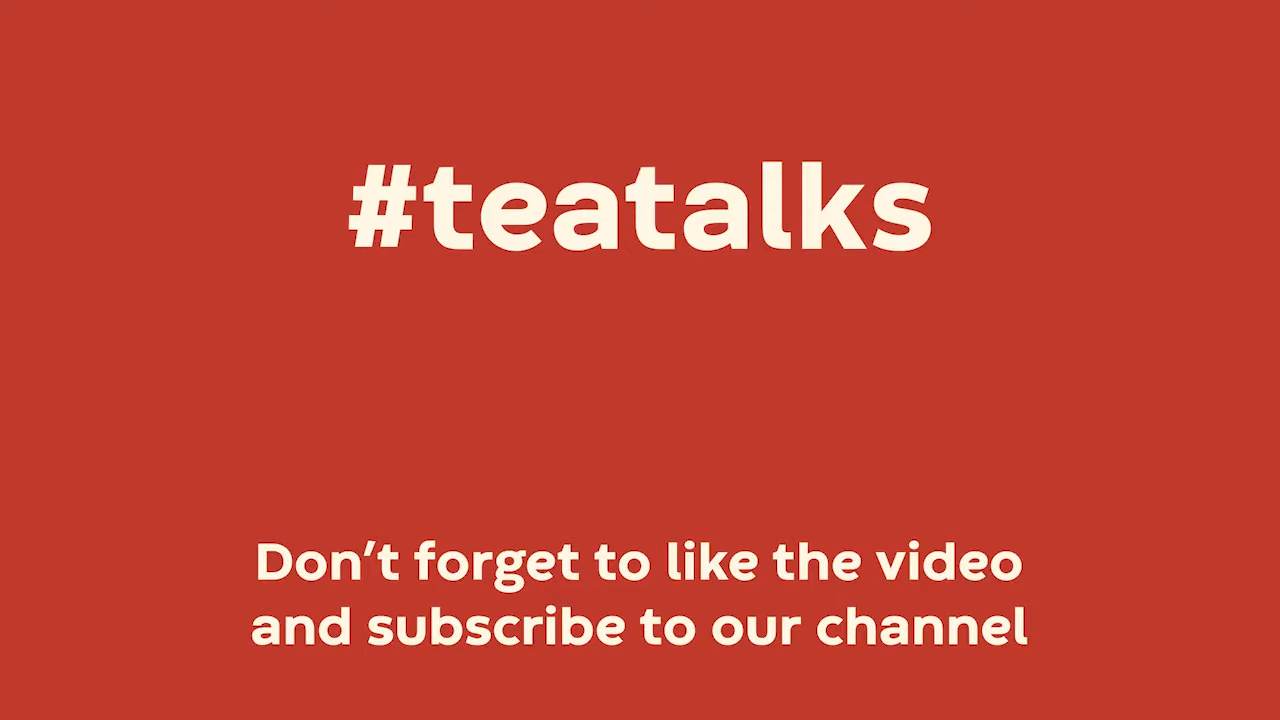 #teatalks
Don't forget to like the video
and subscribe to our channel